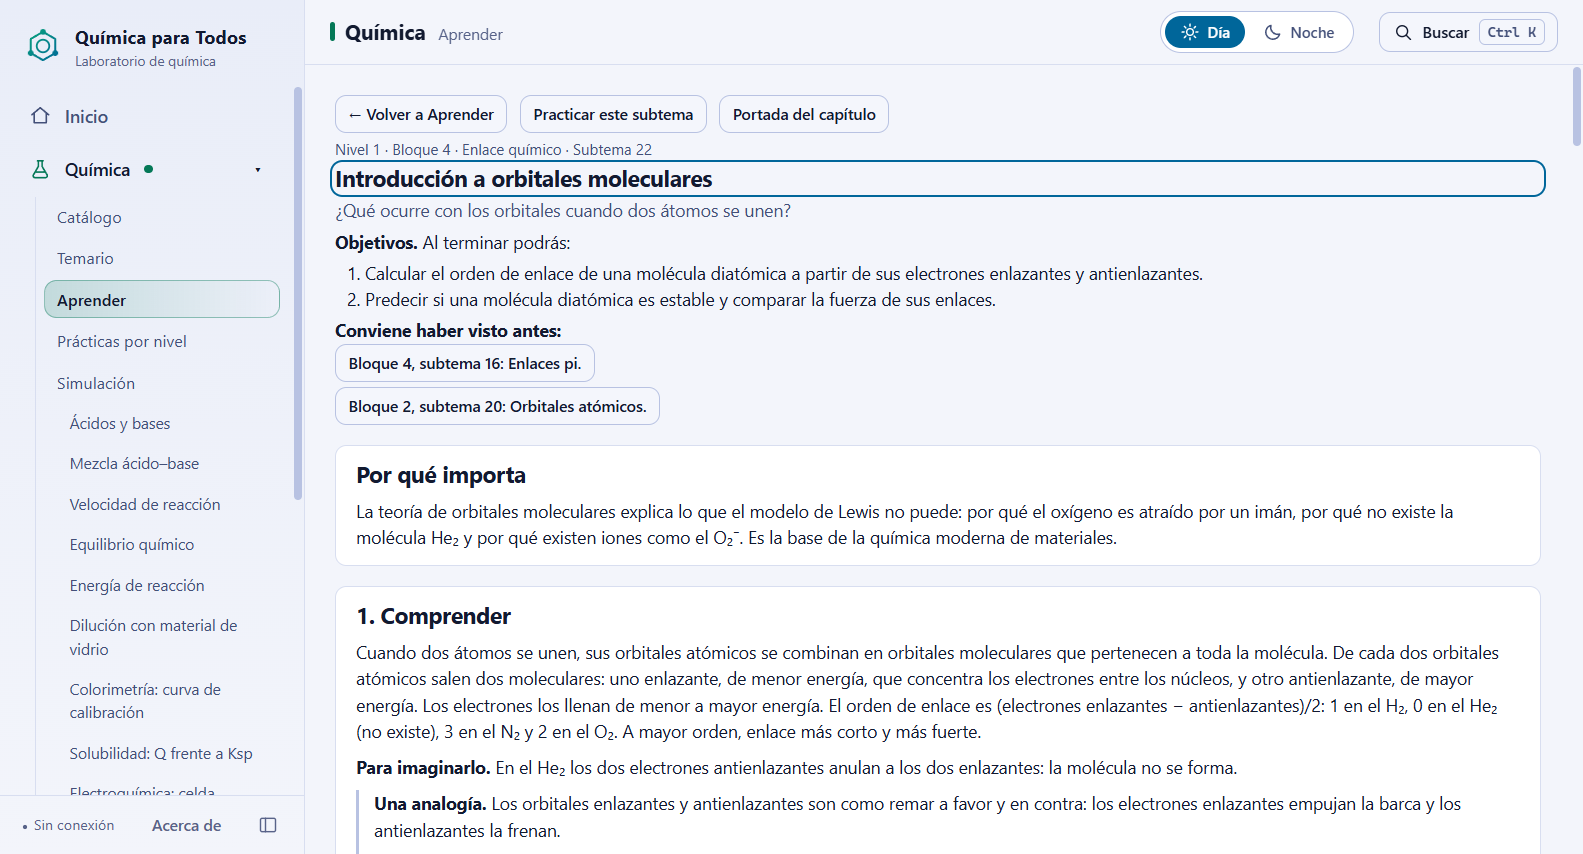 Química para Todos
Laboratorio de química
Inicio
Química
Catálogo
Temario
Aprender
Prácticas por nivel
Simulación
Ácidos y bases
Mezcla ácido–base
Velocidad de reacción
Equilibrio químico
Energía de reacción
Dilución con material de
vidrio
Colorimetría: curva de
calibración
Solubilidad: Q frente a Ksp
Electroquímica: celda
Sin conexión
Acerca de
Química Aprender
Día
Noche
Buscar Ctrl K
← Volver a Aprender
Practicar este subtema
Portada del capítulo
Nivel 1 · Bloque 4 · Enlace químico · Subtema 22
Introducción a orbitales moleculares
¿Qué ocurre con los orbitales cuando dos átomos se unen?
Objetivos. Al terminar podrás:
1. Calcular el orden de enlace de una molécula diatómica a partir de sus electrones enlazantes y antienlazantes.
2. Predecir si una molécula diatómica es estable y comparar la fuerza de sus enlaces.
Conviene haber visto antes:
Bloque 4, subtema 16: Enlaces pi.
Bloque 2, subtema 20: Orbitales atómicos.
Por qué importa
La teoría de orbitales moleculares explica lo que el modelo de Lewis no puede: por qué el oxígeno es atraído por un imán, por qué no existe la
molécula He₂ y por qué existen iones como el O₂⁻. Es la base de la química moderna de materiales.
1. Comprender
Cuando dos átomos se unen, sus orbitales atómicos se combinan en orbitales moleculares que pertenecen a toda la molécula. De cada dos orbitales
atómicos salen dos moleculares: uno enlazante, de menor energía, que concentra los electrones entre los núcleos, y otro antienlazante, de mayor
energía. Los electrones los llenan de menor a mayor energía. El orden de enlace es (electrones enlazantes − antienlazantes)/2: 1 en el H₂, 0 en el He₂
(no existe), 3 en el N₂ y 2 en el O₂. A mayor orden, enlace más corto y más fuerte.
Para imaginarlo. En el He₂ los dos electrones antienlazantes anulan a los dos enlazantes: la molécula no se forma.
Una analogía. Los orbitales enlazantes y antienlazantes son como remar a favor y en contra: los electrones enlazantes empujan la barca y los
antienlazantes la frenan.